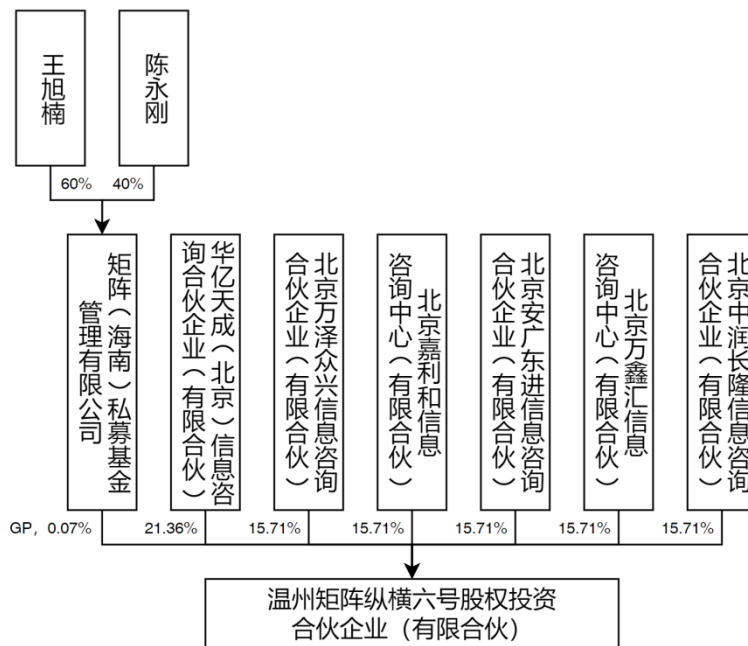 王旭楠
陈永刚
60%
40%
矩阵（海南）私募基金
管理有限公司
华亿天成（北京）信息咨
询合伙企业（有限合伙）
北京万泽众兴信息咨询
合伙企业（有限合伙）
北京嘉利和信息
咨询中心（有限合伙）
北京安广东进信息咨询
合伙企业（有限合伙）
北京万鑫汇信息
咨询中心（有限合伙）
北京中润长隆信息咨询
合伙企业（有限合伙）
GP，0.07%
21.36%
15.71%
15.71%
15.71%
15.71%
15.71%
温州矩阵纵横六号股权投资
合伙企业（有限合伙）